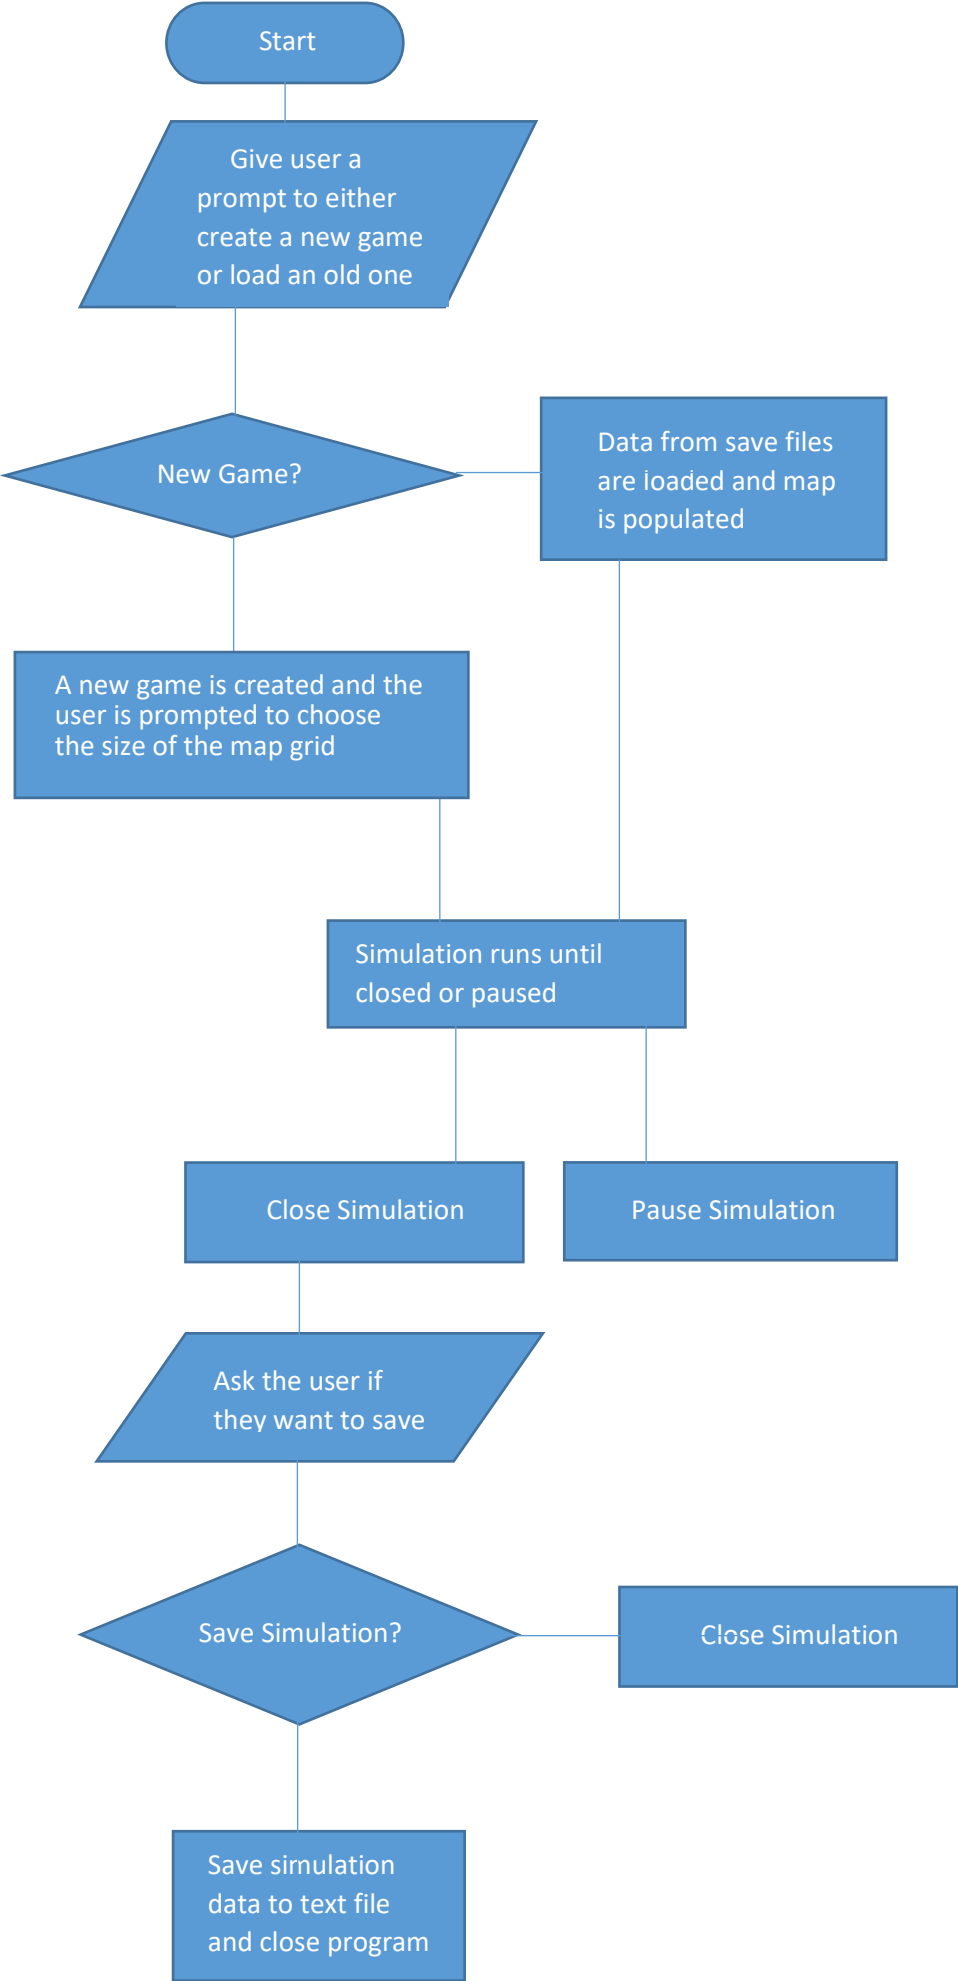 Start
Give user a
prompt to either
create a new game
or load an old one
New Game?
Data from save files
are loaded and map
is populated
A new game is created and the
user is prompted to choose
the size of the map grid
Simulation runs until
closed or paused
Close Simulation
Pause Simulation
Ask the user if
they want to save
Save Simulation?
Close Simulation
Save simulation
data to text file
and close program